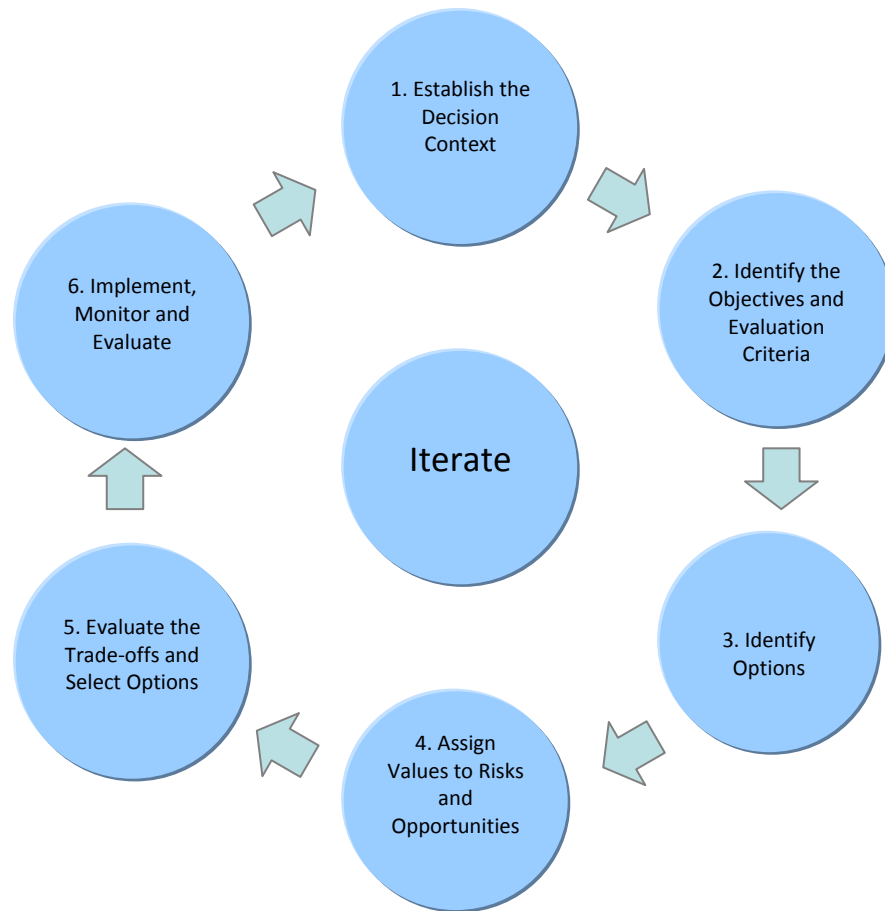 1. Establish the
Decision
Context
2. Identify the
Objectives and
Evaluation
Criteria
3. Identify
Options
4. Assign
Values to Risks
and
Opportunities
5. Evaluate the
Trade-offs and
Select Options
6. Implement,
Monitor and
Evaluate
Iterate